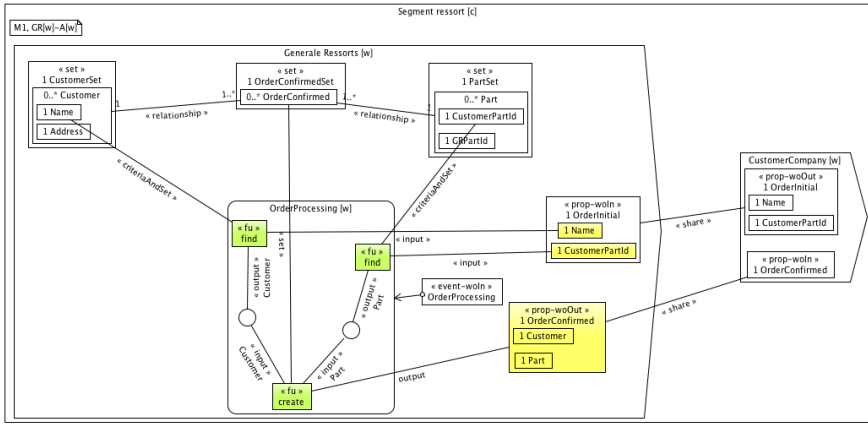 Segment ressort [c]
M1, GR[w]-A[w]
Generale Ressorts [w]
« set »
1 CustomerSet
0..* Customer
1 Name
1 Address
« set »
1 OrderConfirmedSet
0..* OrderConfirmed
« set »
1 PartSet
0..* Part
1 CustomerPartId
1 GRPartId
1
« relationship »
1..*
1..*
« relationship »
1
« criteriaAndSet »
« criteriaAndSet »
CustomerCompany [w]
« prop-woOut »
1 OrderInitial
1 Name
1 CustomerPartId
« prop-woIn »
1 OrderConfirmed
OrderProcessing [w]
« fu »
find
« set »
« fu »
find
« input »
« input »
« prop-woIn »
1 OrderInitial
1 Name
1 CustomerPartId
« share »
« output »
Customer
« output »
Part
« event-woIn »
OrderProcessing
« prop-woOut »
1 OrderConfirmed
1 Customer
1 Part
« share »
« input »
Customer
« input »
Part
« fu »
create
output